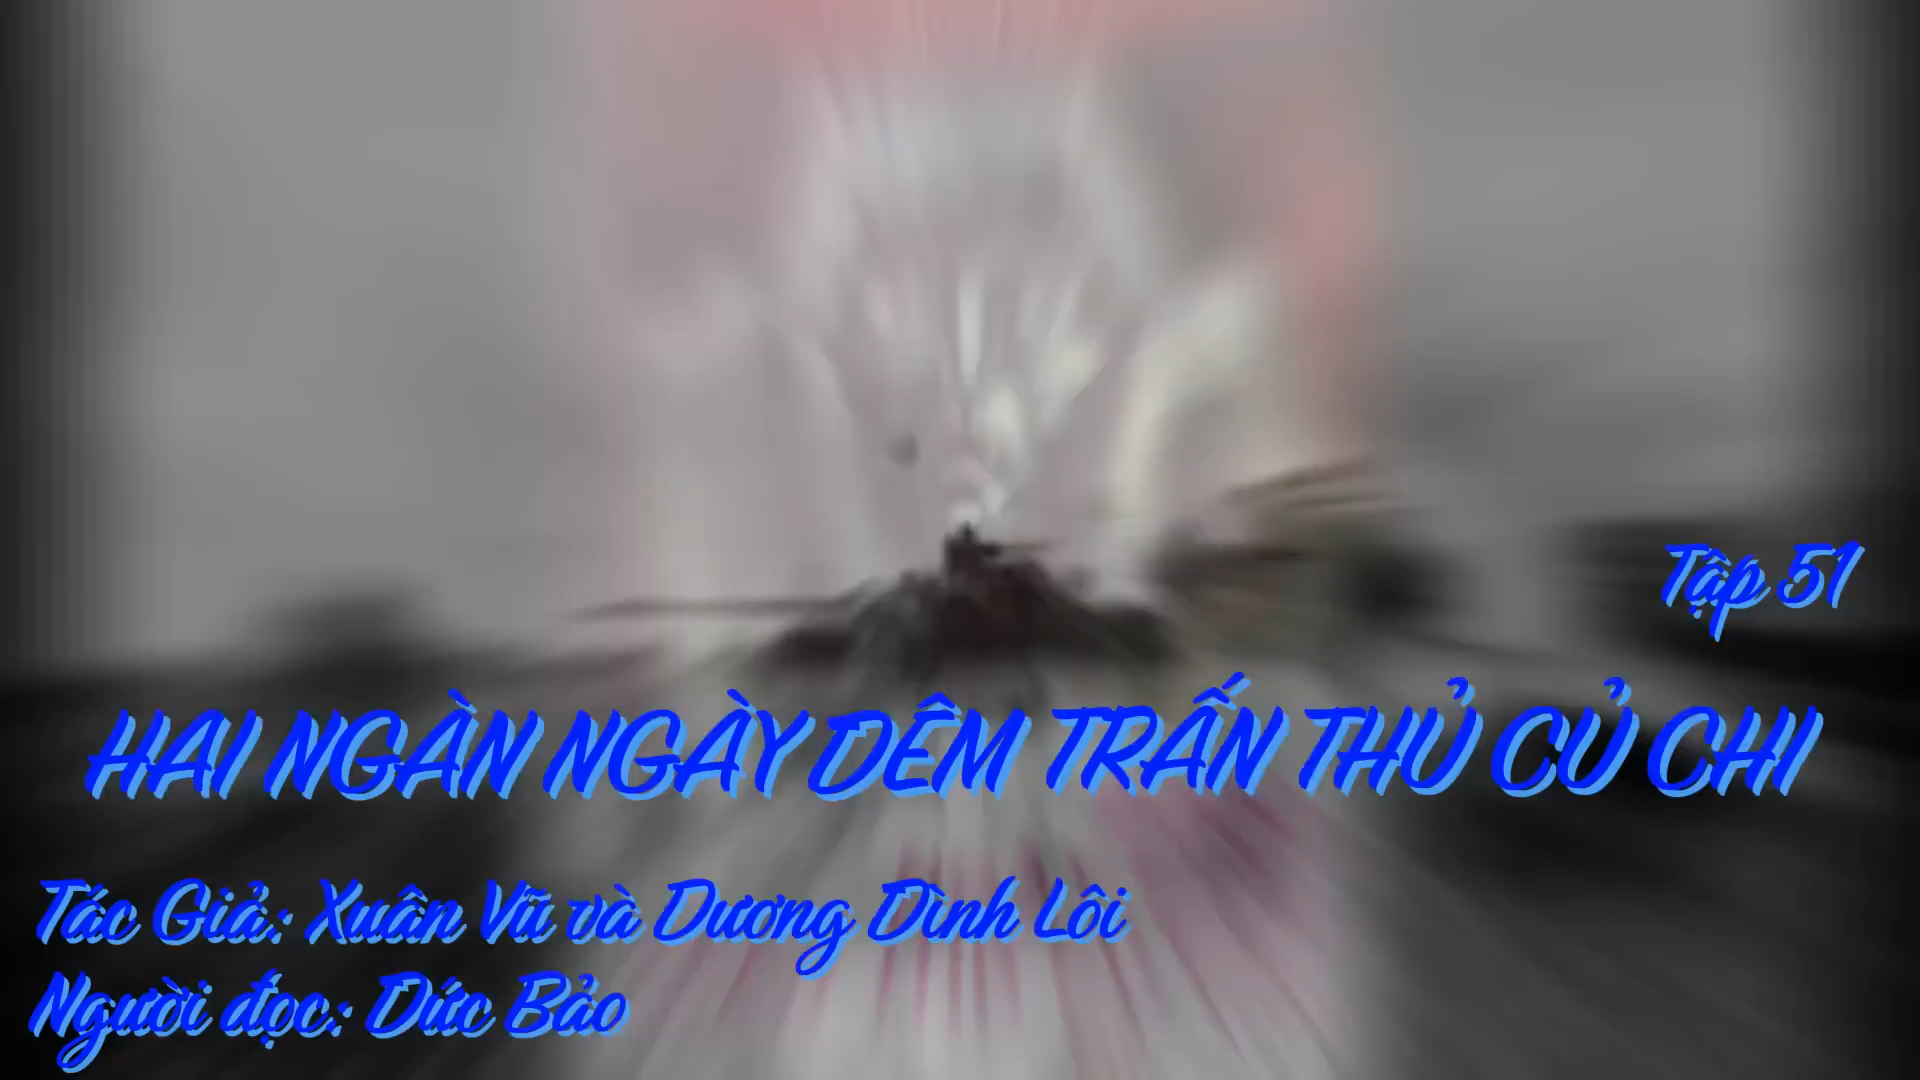 Tập 51
HAI NGÀN NGÀY ĐÊM TRẤN THỦ CỦ CHI
Tác Giả: Xuân Vũ và Dương Đình Lôi
Người đọc: Đức Bảo